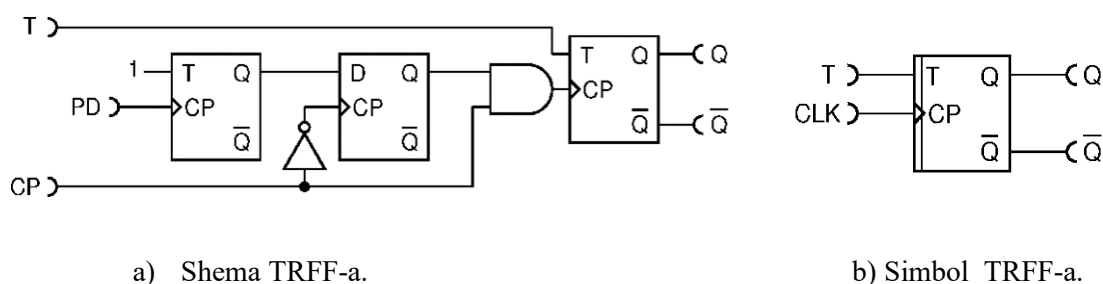 T
T Q Q
1 T Q D Q T Q
PD CP CP CP CLK CP
Q̅ Q̅ Q̅ Q̅ Q̅ Q̅
CP
a) Shema TRFF-a. b) Simbol TRFF-a.